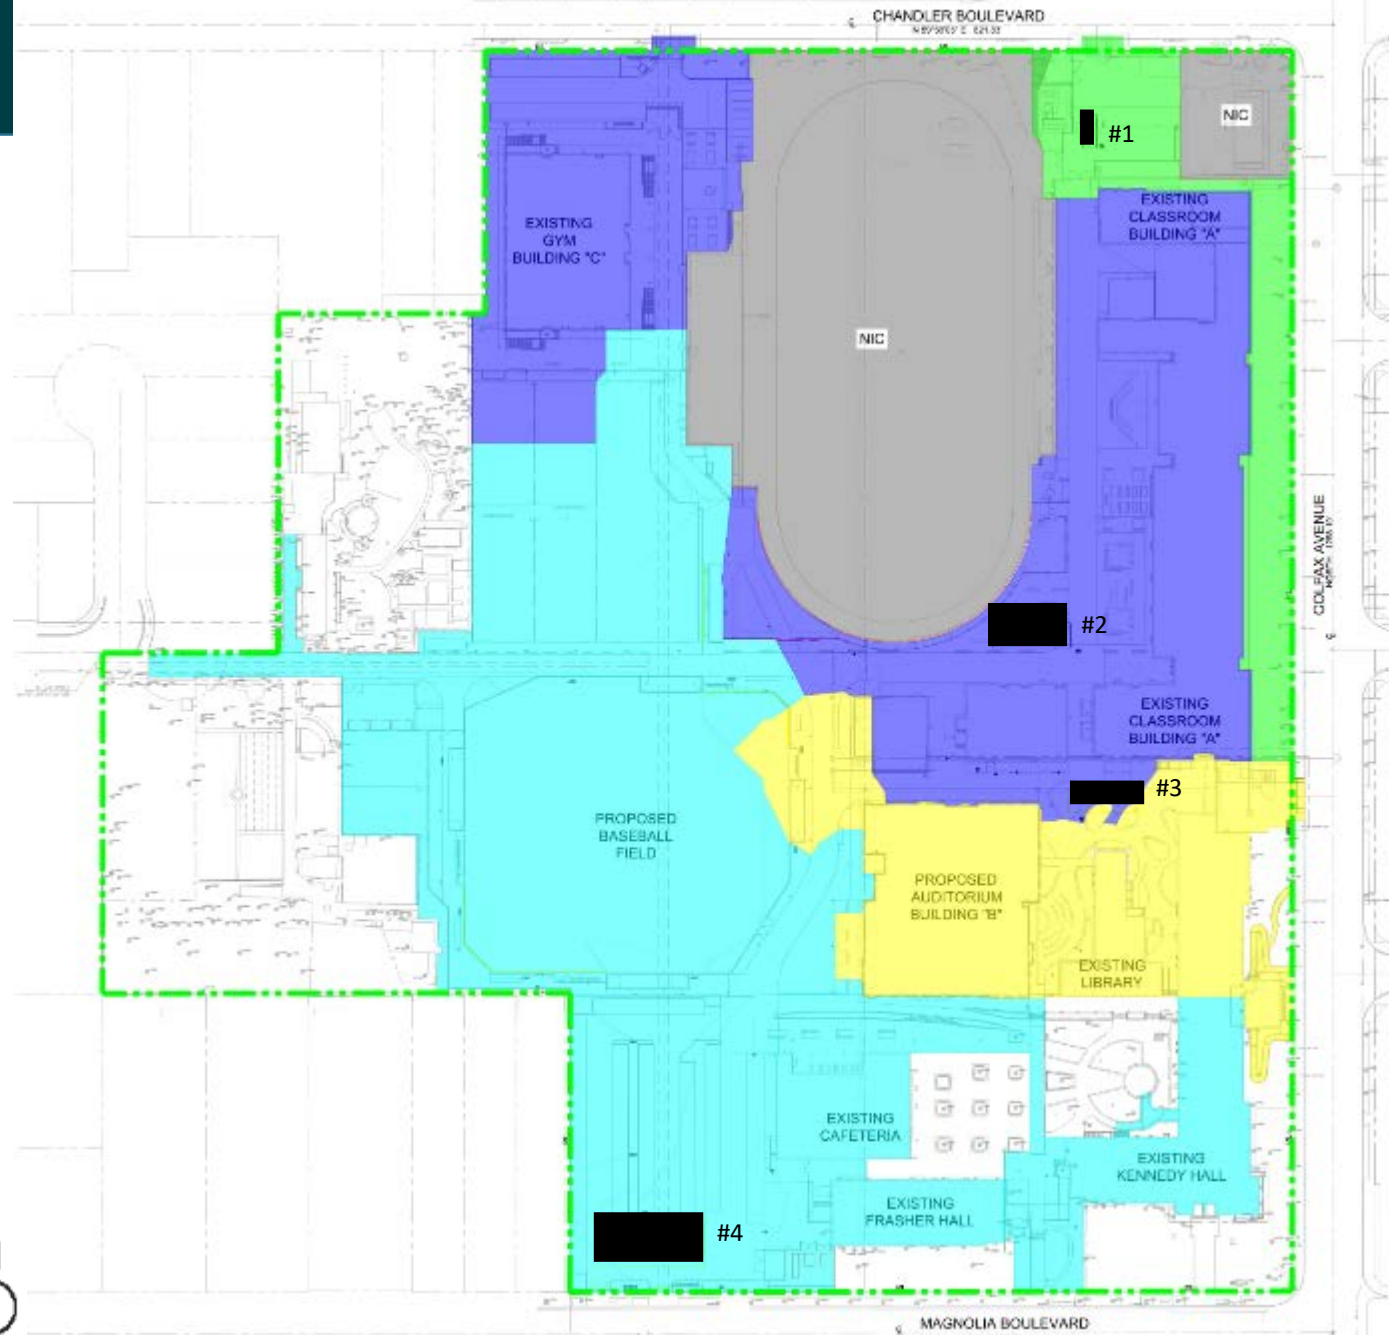 CHANDLER BOULEVARD
NIC
#1
EXISTING
CLASSROOM
BUILDING "A"
EXISTING
GYM
BUILDING "C"
NIC
COLFAX AVENUE
#2
EXISTING
CLASSROOM
BUILDING "A"
#3
PROPOSED
BASEBALL
FIELD
PROPOSED
AUDITORIUM
BUILDING "B"
EXISTING
LIBRARY
EXISTING
CAFETERIA
EXISTING
KENNEDY HALL
EXISTING
FRASHER HALL
#4
MAGNOLIA BOULEVARD